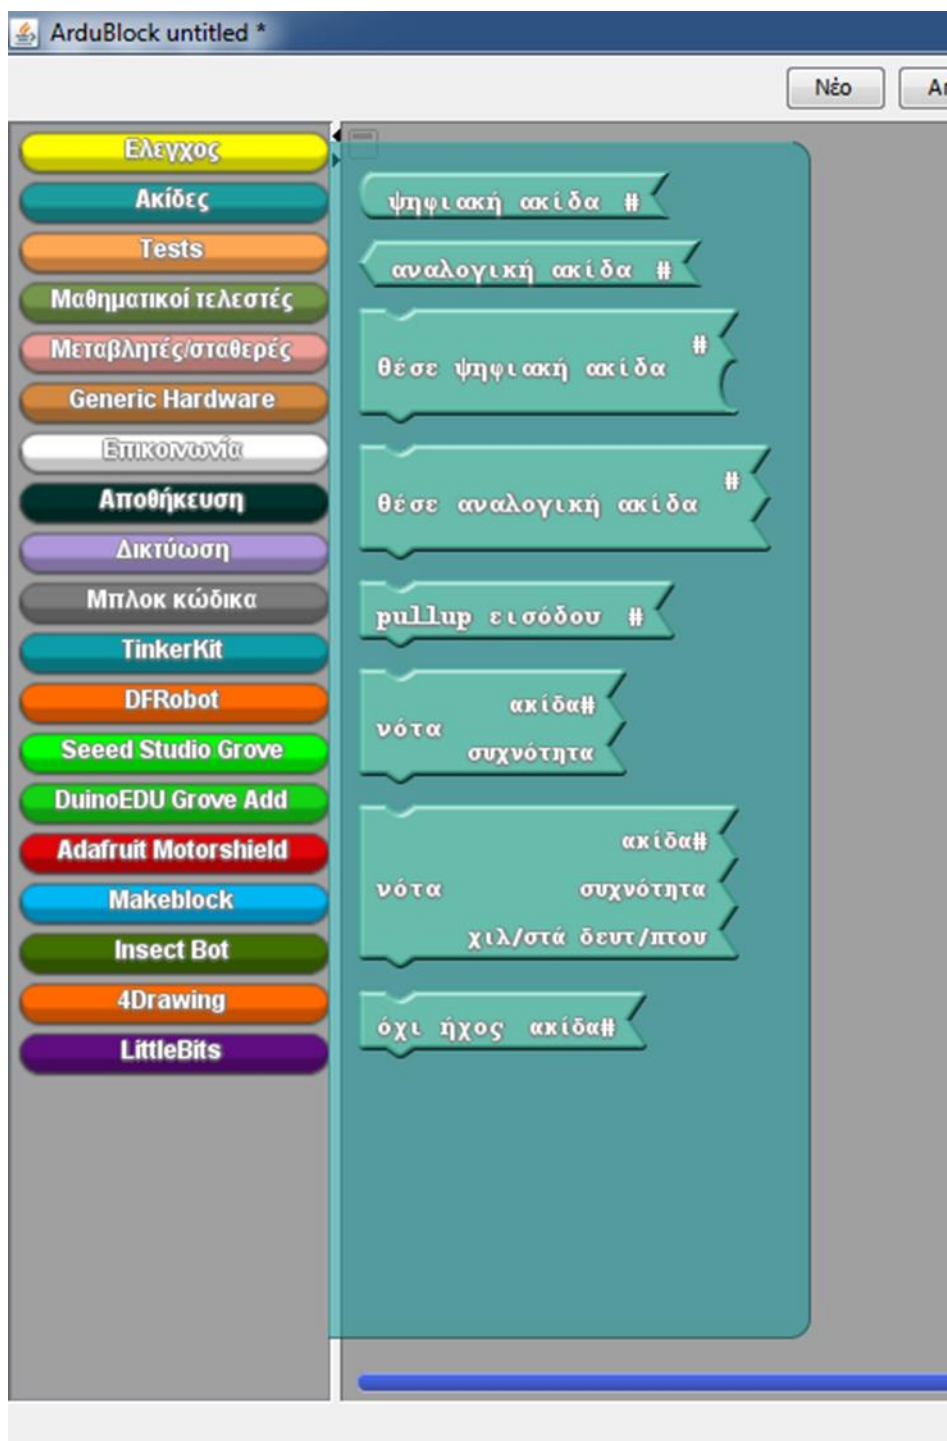 ArduBlock untitled *
Νέο
Ελεγχος
Ακίδες
Tests
Μαθηματικοί τελεστές
Μεταβλητές/σταθερές
Generic Hardware
Επικοινωνία
Αποθήκευση
Δικτύωση
Μπλοκ κώδικα
TinkerKit
DFRobot
Seeed Studio Grove
DuinoEDU Grove Add
Adafruit Motorshield
Makeblock
Insect Bot
4Drawing
LittleBits
ψηφιακή ακίδα #
αναλογική ακίδα #
#
θέσε ψηφιακή ακίδα
#
θέσε αναλογική ακίδα
pullup εισόδου #
ακίδα#
νότα
συχνότητα
ακίδα#
νότα συχνότητα
χιλ/στά δευτ/πτου
όχι ήχος ακίδα#